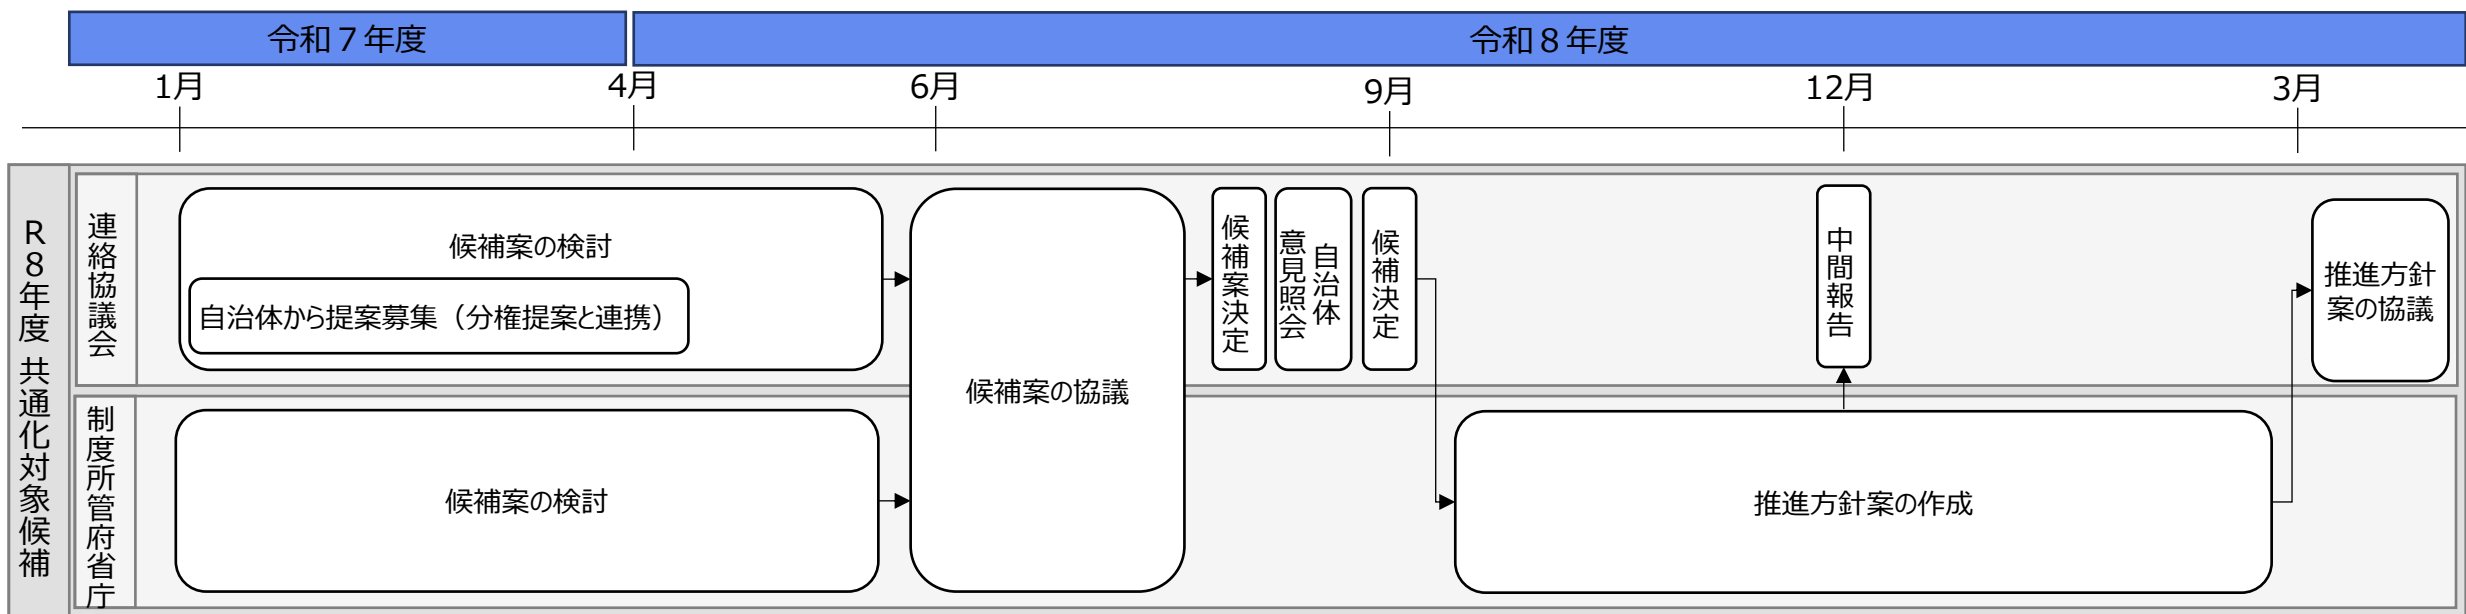 令和７年度
令和８年度
1月
4月
6月
9月
12月
3月
R８年度 共通化対象候補
連絡協議会
候補案の検討
自治体から提案募集（分権提案と連携）
候補案の協議
候補案決定
自治体
意見照会
候補決定
中間報告
推進方針
案の協議
制度所管府省庁
候補案の検討
推進方針案の作成